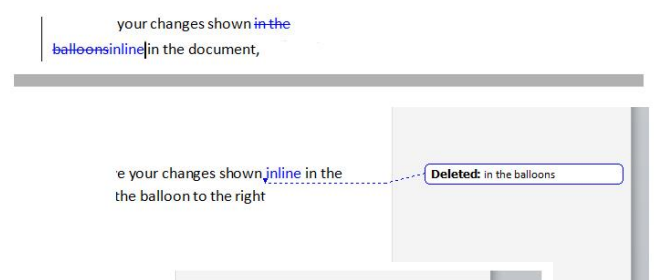 your changes shown in the
balloonsinline in the document,
e your changes shown inline in the
Deleted: in the balloons
the balloon to the right